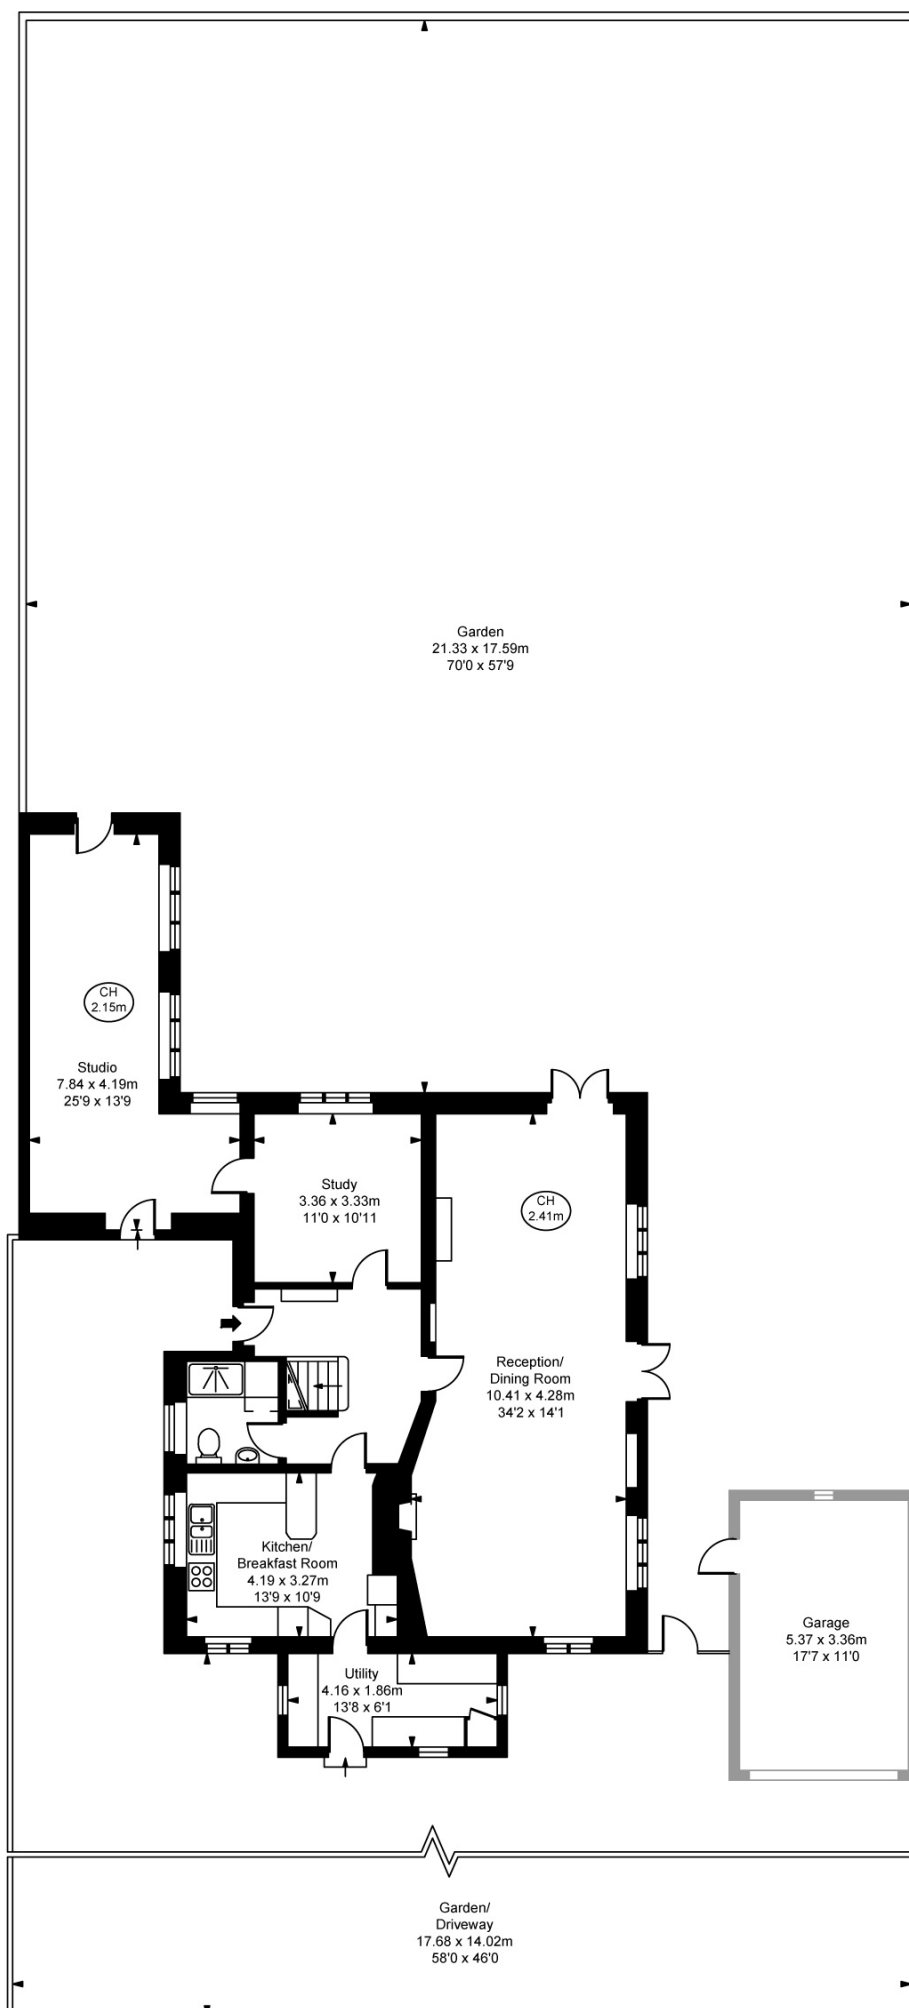 Garden
21.33 x 17.59m
70'0 x 57'9
CH
2.15m
Studio
7.84 x 4.19m
25'9 x 13'9
Study
3.36 x 3.33m
11'0 x 10'11
CH
2.41m
Reception/
Dining Room
10.41 x 4.28m
34'2 x 14'1
Kitchen/
Breakfast Room
4.19 x 3.27m
13'9 x 10'9
Garage
5.37 x 3.36m
17'7 x 11'0
Utility
4.16 x 1.86m
13'8 x 6'1
Garden/
Driveway
17.68 x 14.02m
58'0 x 46'0